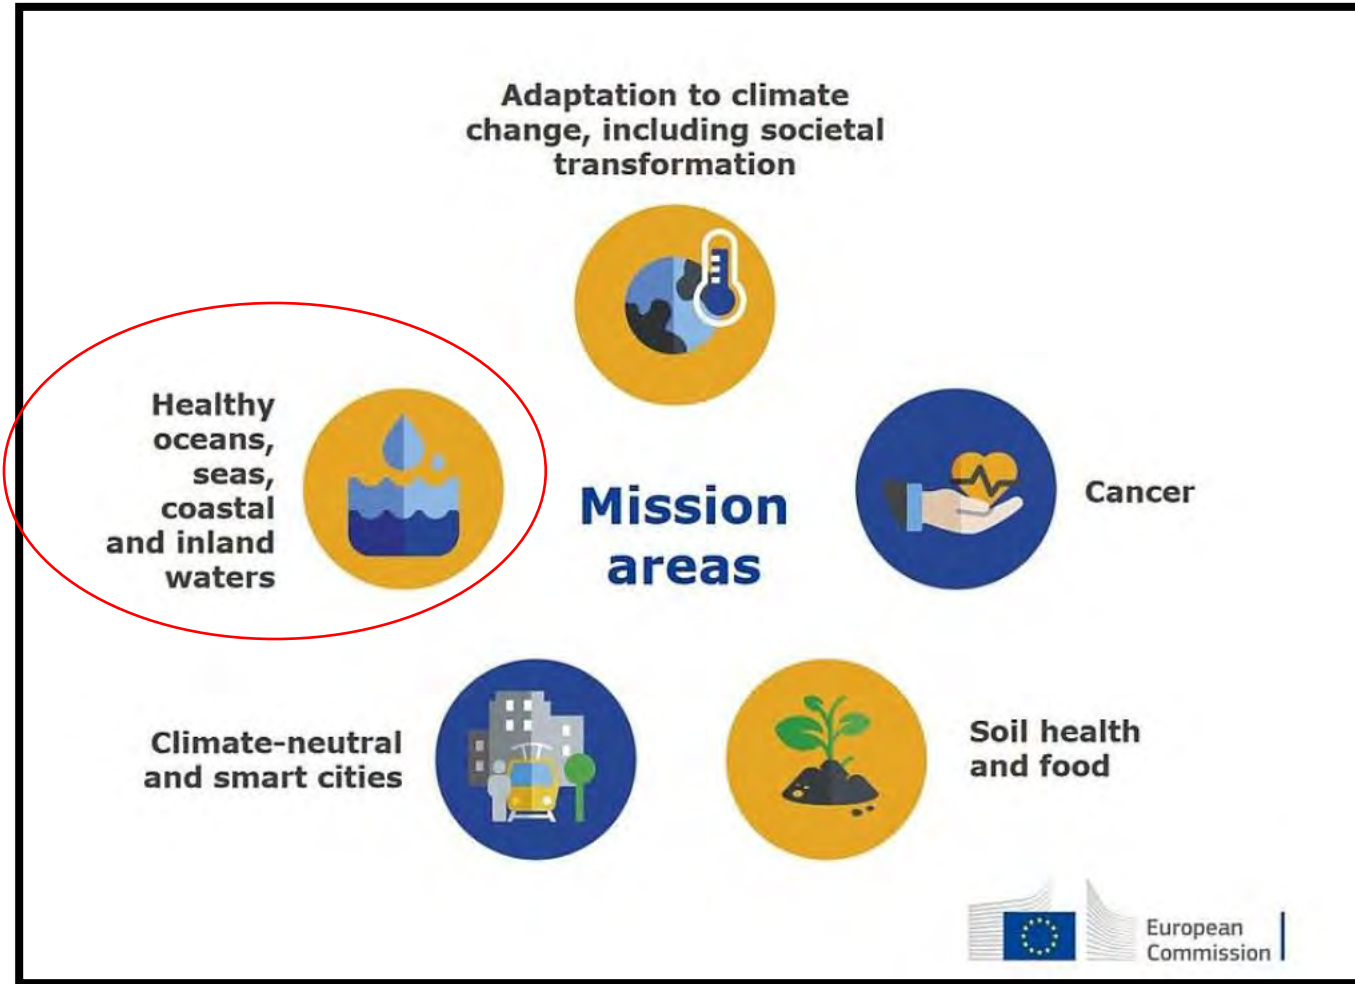 Adaptation to climate
change, including societal
transformation
Healthy
oceans,
seas,
coastal
and inland
waters
Mission
areas
Cancer
Climate-neutral
and smart cities
Soil health
and food
European
Commission